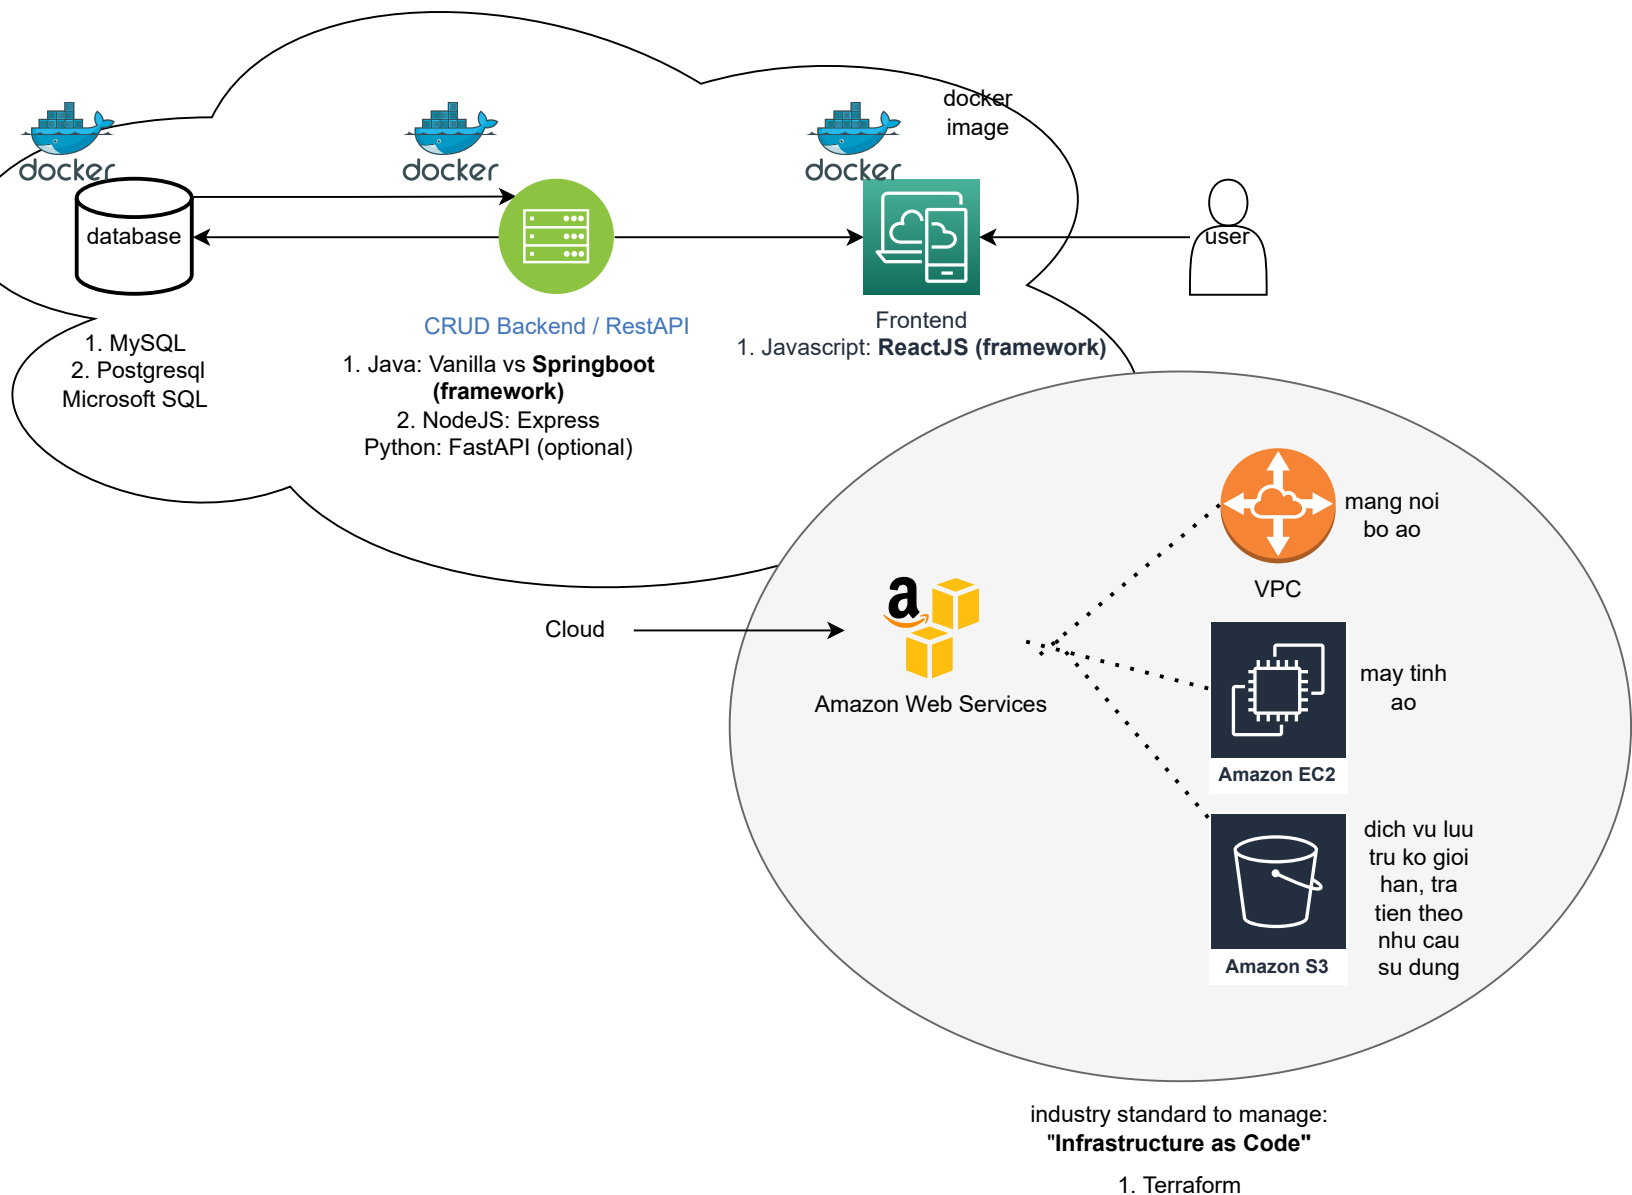 docker
image
docker
docker
docker
database
user
CRUD Backend / RestAPI
Frontend
1. MySQL
2. Postgresql
Microsoft SQL
1. Java: Vanilla vs Springboot
(framework)
2. NodeJS: Express
Python: FastAPI (optional)
1. Javascript: ReactJS (framework)
mang noi
bo ao
VPC
Cloud
Amazon Web Services
may tinh
ao
Amazon EC2
dich vu luu
tru ko gioi
han, tra
tien theo
nhu cau
su dung
Amazon S3
industry standard to manage:
"Infrastructure as Code"
1. Terraform